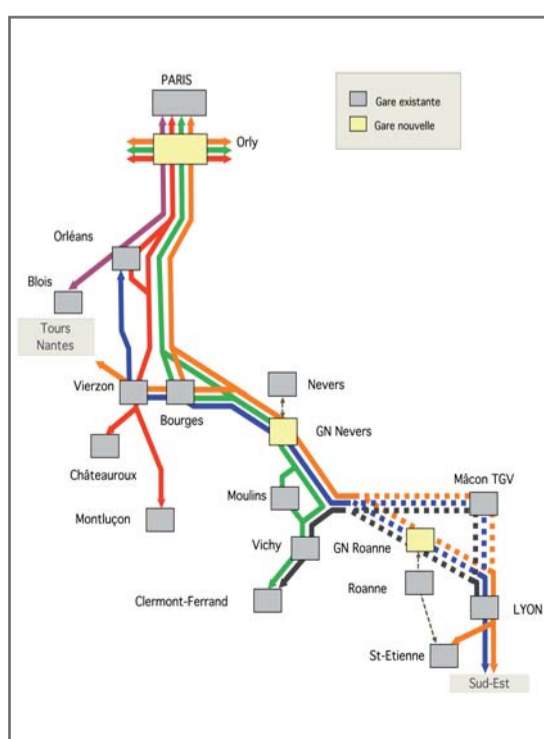 PARIS
Gare existante
Gare nouvelle
Orly
Orléans
Blois
Tours
Nantes
Vierzon
Bourges
Nevers
GN Nevers
Châteauroux
Montluçon
Moulins
Mâcon TGV
Vichy
GN Roanne
Clermont-Ferrand
Roanne
LYON
St-Etienne
Sud-Est